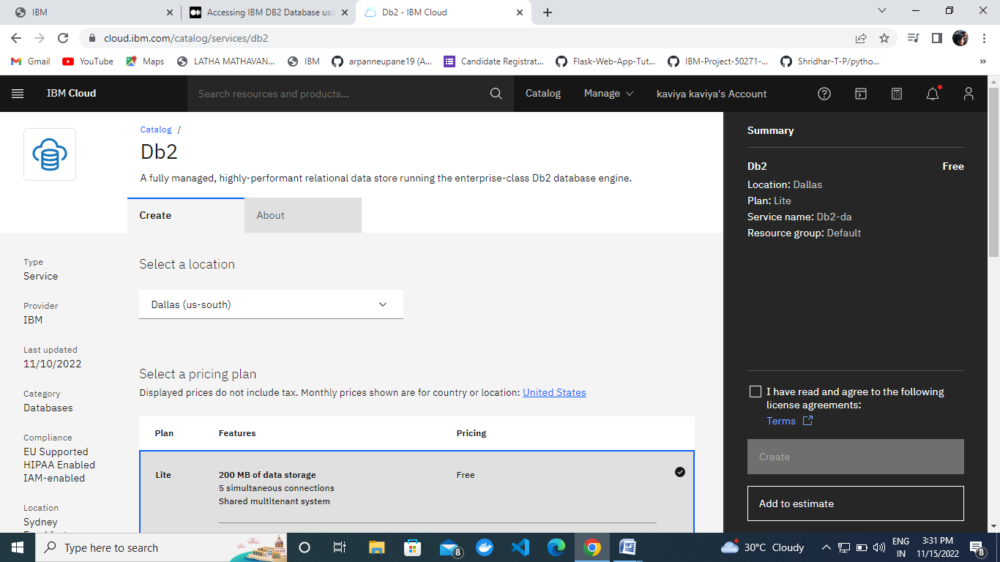 IBM
Accessing IBM DB2 Database usin
Db2 - IBM Cloud
cloud.ibm.com/catalog/services/db2
Gmail
YouTube
Maps
LATHA MATHAVAN...
IBM
arpanneupane19 (A...
Candidate Registrat...
Flask-Web-App-Tut...
IBM-Project-50271-...
Shridhar-T-P/pytho...
»
IBM Cloud
Search resources and products...
Catalog
Manage
kaviya kaviya's Account
Catalog /
Db2
A fully managed, highly-performant relational data store running the enterprise-class Db2 database engine.
Create
About
Type
Service
Provider
IBM
Last updated
11/10/2022
Category
Databases
Compliance
EU Supported
HIPAA Enabled
IAM-enabled
Location
Sydney
Select a location
Dallas (us-south)
Select a pricing plan
Displayed prices do not include tax. Monthly prices shown are for country or location: United States
Plan Features Pricing
Lite 200 MB of data storage Free
5 simultaneous connections
Shared multitenant system
Summary
Db2 Free
Location: Dallas
Plan: Lite
Service name: Db2-da
Resource group: Default
I have read and agree to the following
license agreements:
Terms
Create
Add to estimate
Type here to search
8
30°C Cloudy
ENG
IN
3:31 PM
11/15/2022
8